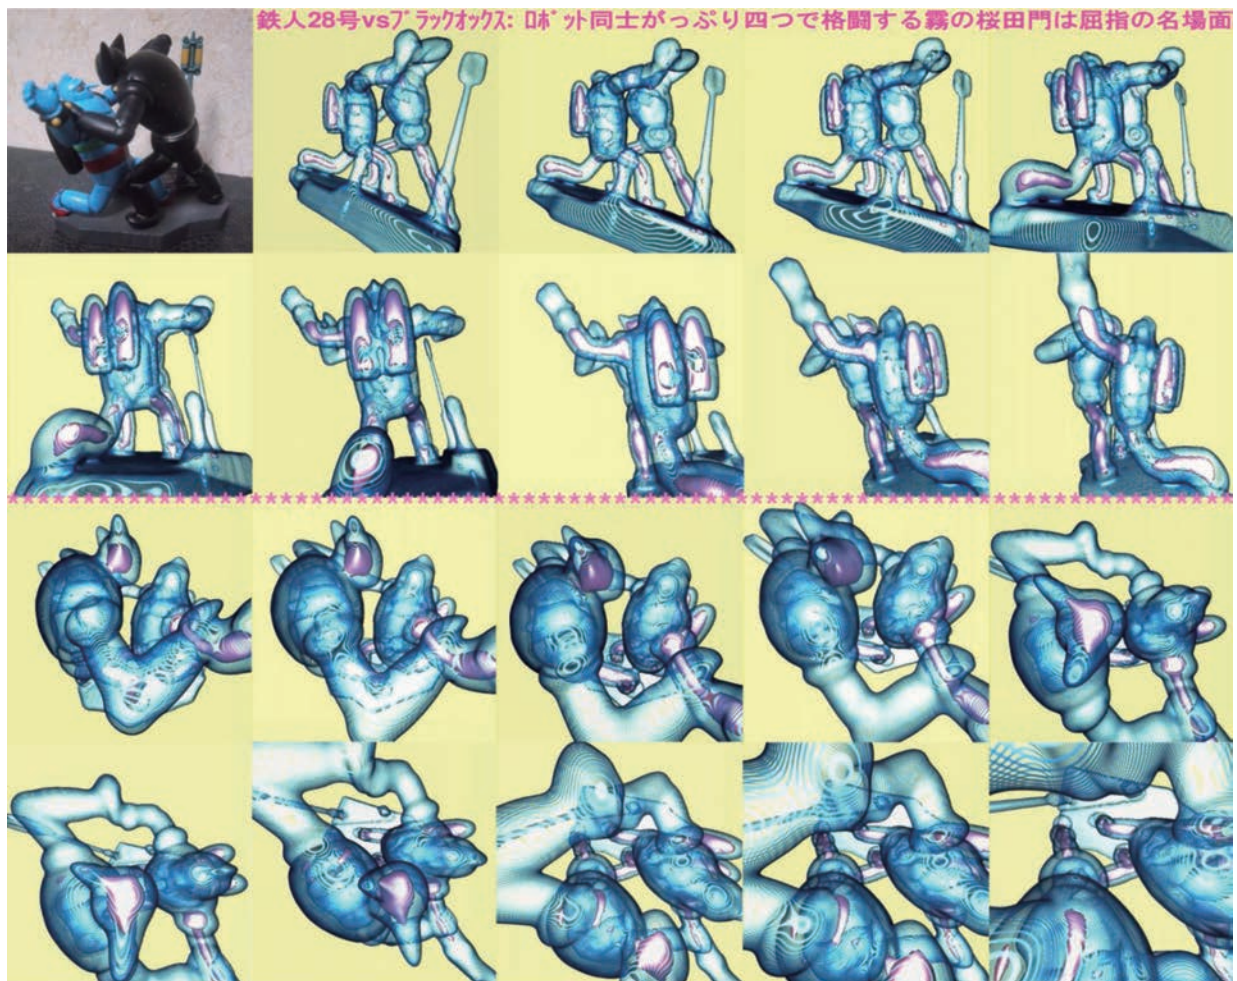 鉄人28号vsﾌﾞﾗｯｸｵｯｸｽ: ﾛﾎﾞｯﾄ同士がっぷり四つで格闘する霧の桜田門は屈指の名場面